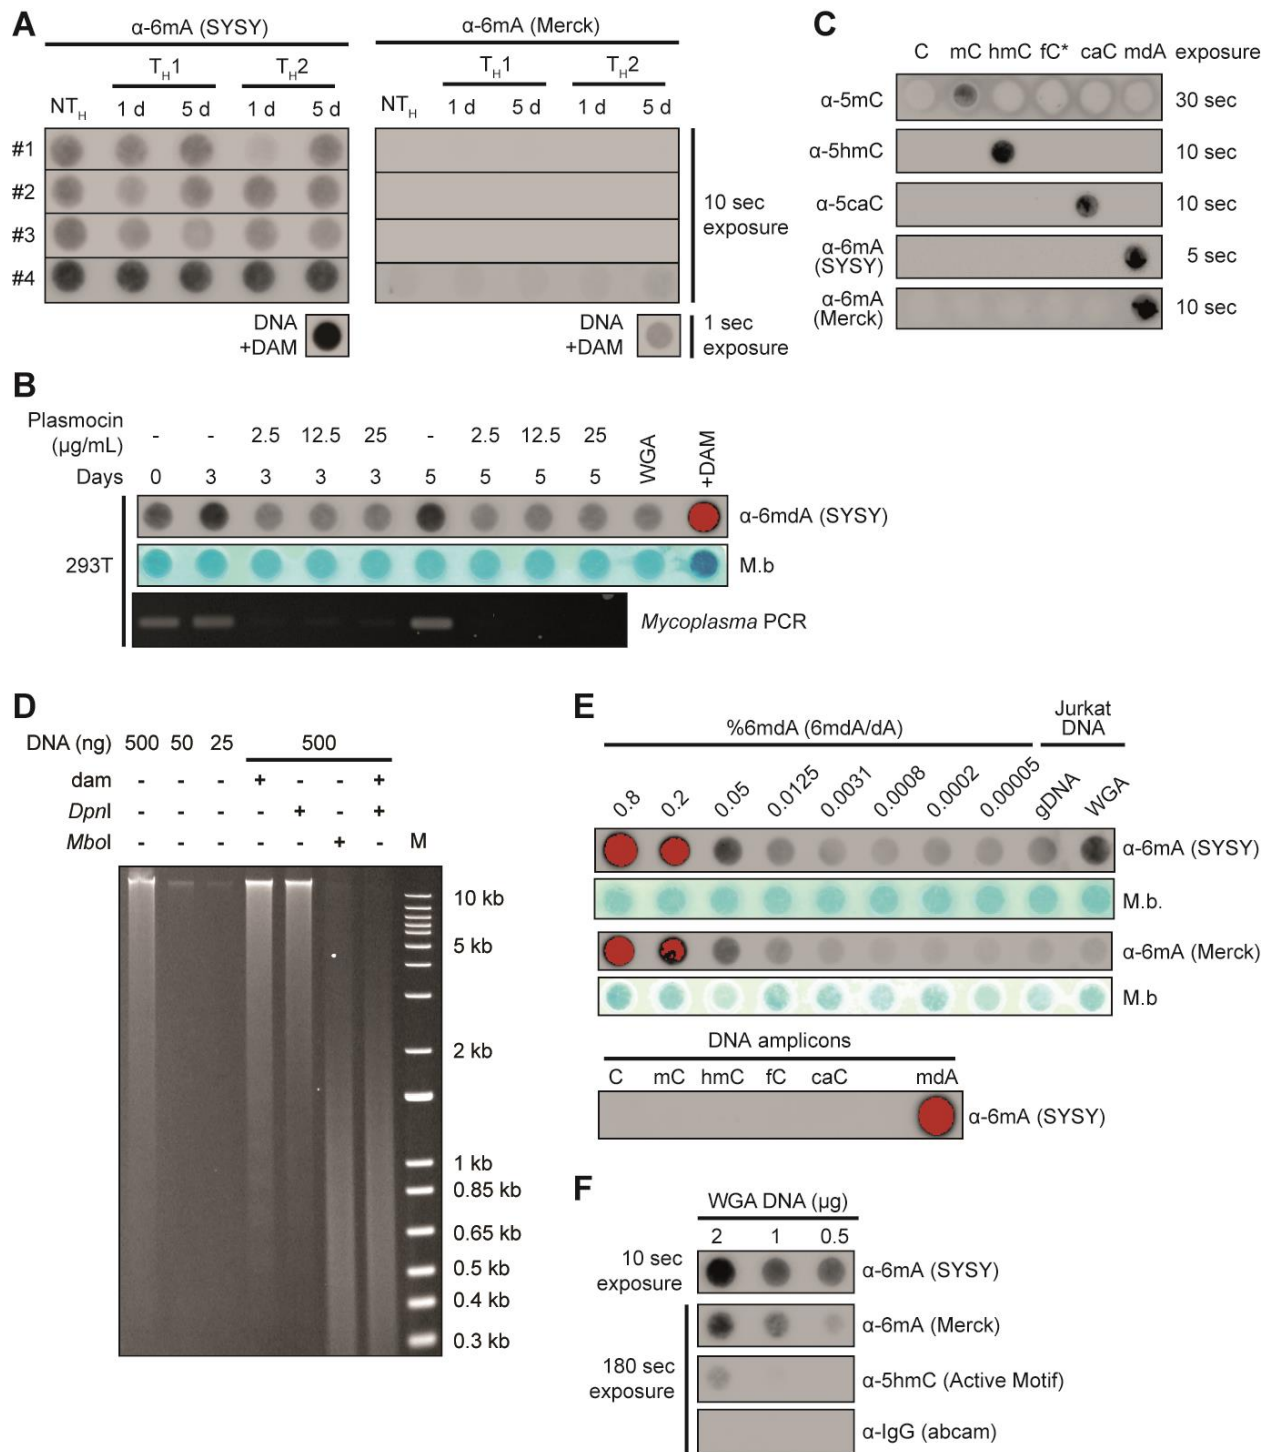 A
α-6mA (SYSY)
α-6mA (Merck)
TH1 TH2 TH1 TH2
NTH 1 d 5 d 1 d 5 d NTH 1 d 5 d 1 d 5 d
#1
#2
#3
#4
10 sec
exposure
DNA
+DAM
DNA
+DAM
1 sec
exposure
C
C mC hmC fC* caC mdA exposure
α-5mC 30 sec
α-5hmC 10 sec
α-5caC 10 sec
α-6mA
(SYSY) 5 sec
α-6mA
(Merck) 10 sec
B
Plasmocin
(µg/mL) - - 2.5 12.5 25 - 2.5 12.5 25 WGA +DAM
Days 0 3 3 3 3 5 5 5 5
α-6mdA (SYSY)
293T M.b
Mycoplasma PCR
D
DNA (ng) 500 50 25 500
dam - - - + - - +
DpnI - - - - + - +
MboI - - - - - + - M
10 kb
5 kb
2 kb
1 kb
0.85 kb
0.65 kb
0.5 kb
0.4 kb
0.3 kb
E
%6mdA (6mdA/dA)
Jurkat
DNA
0.8 0.2 0.05 0.0125 0.0031 0.0008 0.0002 0.00005 gDNA WGA
α-6mA (SYSY)
M.b.
α-6mA (Merck)
M.b
DNA amplicons
C mC hmC fC caC mdA
α-6mA (SYSY)
F
WGA DNA (µg)
2 1 0.5
10 sec
exposure
α-6mA (SYSY)
α-6mA (Merck)
180 sec
exposure
α-5hmC (Active Motif)
α-IgG (abcam)